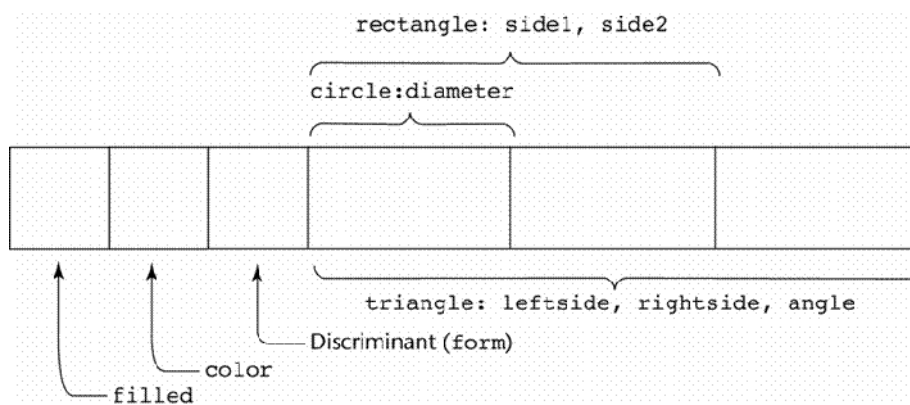 rectangle: side1, side2
circle:diameter
triangle: leftside, rightside, angle
Discriminant (form)
color
filled